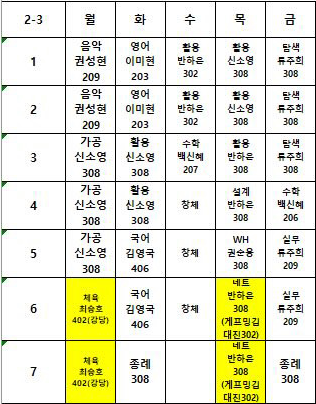 2-3 월 화 수 목 금
1 음악 권성현 209 영어 이미현 203 활용 반하은 302 활용 신소영 308 탐색 류주희 308
2 음악 권성현 209 영어 이미현 203 활용 반하은 302 활용 신소영 308 탐색 류주희 308
3 가공 신소영 308 활용 신소영 308 수학 백신혜 207 활용 반하은 308 탐색 류주희 308
4 가공 신소영 308 활용 신소영 308 창체 설계 반하은 308 수학 백신혜 206
5 가공 신소영 308 국어 김영국 406 창체 WH 권순용 308 실무 류주희 209
6 체육 최승호 402(강당) 국어 김영국 406 창체 네트 반하은 308 (게프밍김대진302) 실무 류주희 209
7 체육 최승호 402(강당) 종례 308 네트 반하은 308 (게프밍김대진302) 종례 308